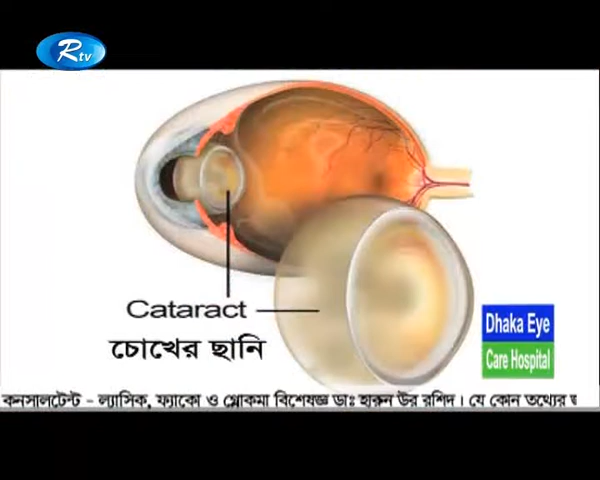 Rtv
Cataract
চোখের ছানি
Dhaka Eye
Care Hospital
কনসালটেন্ট - ল্যাসিক, ফ্যাকো ও গ্লোকমা বিশেষজ্ঞ ডাঃ হারুন উর রশিদ। যে কোন তথ্যের